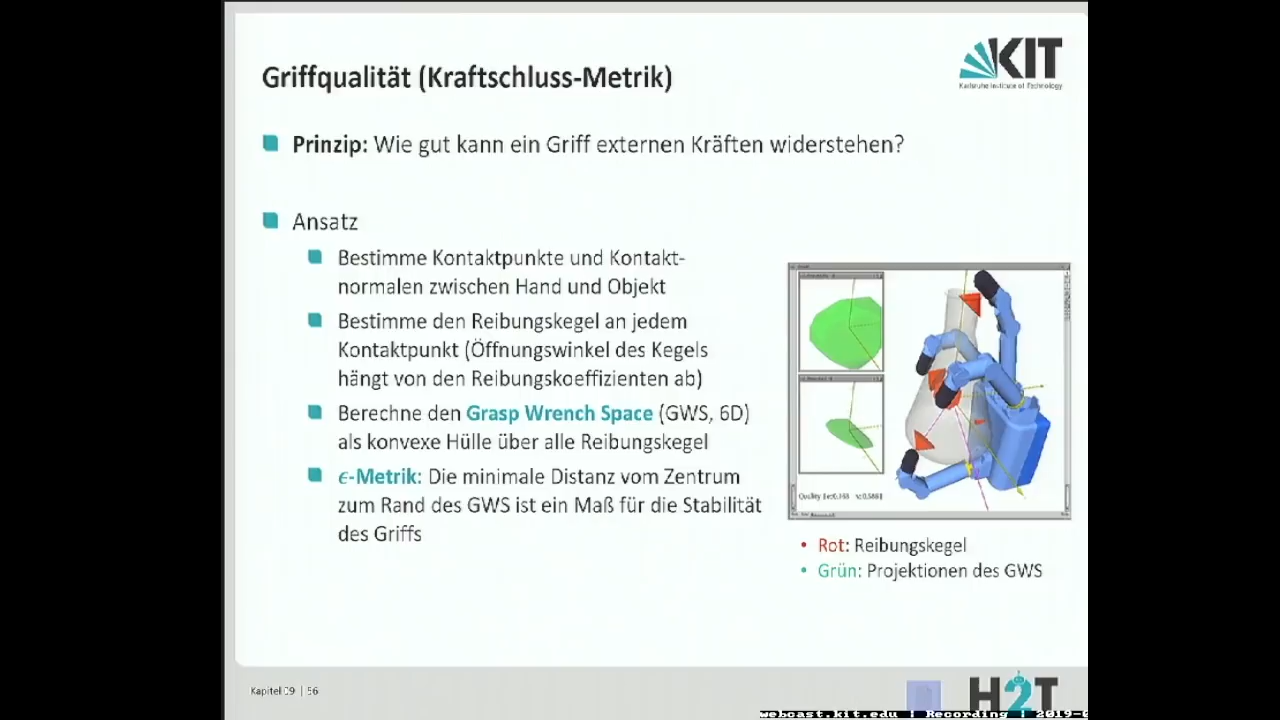 Griffqualität (Kraftschluss-Metrik)
KIT
Karlsruhe Institute of Technology
Prinzip: Wie gut kann ein Griff externen Kräften widerstehen?
Ansatz
Bestimme Kontaktpunkte und Kontakt-
normalen zwischen Hand und Objekt
Bestimme den Reibungskegel an jedem
Kontaktpunkt (Öffnungswinkel des Kegels
hängt von den Reibungskoeffizienten ab)
Berechne den Grasp Wrench Space (GWS, 6D)
als konvexe Hülle über alle Reibungskegel
ϵ-Metrik: Die minimale Distanz vom Zentrum
zum Rand des GWS ist ein Maß für die Stabilität
des Griffs
Quality
• Rot: Reibungskegel
• Grün: Projektionen des GWS
Kapitel 09 | 56
H2T
webcast.kit.edu | Recording | 2019-0